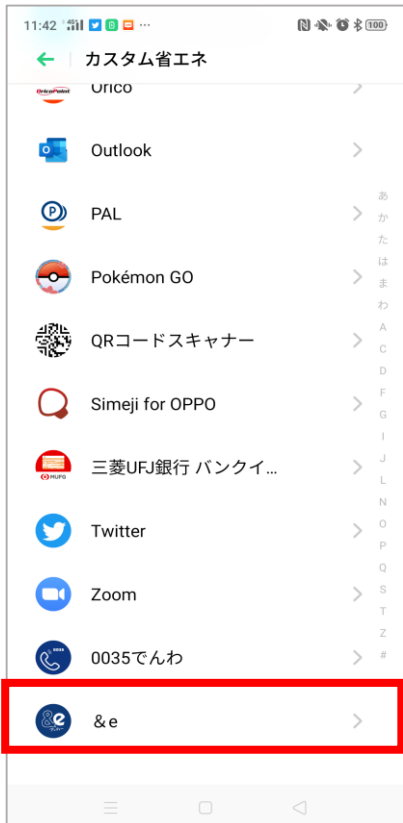 11:42 ...
100
カスタム省エネ
Orico
Outlook
PAL
Pokémon GO
QRコードスキャナー
Simeji for OPPO
三菱UFJ銀行 バンクイ...
MUFG
Twitter
Zoom
0035でんわ
&e
あ
か
た
は
ま
わ
A
C
D
F
G
I
J
L
N
O
P
Q
S
T
Z
#